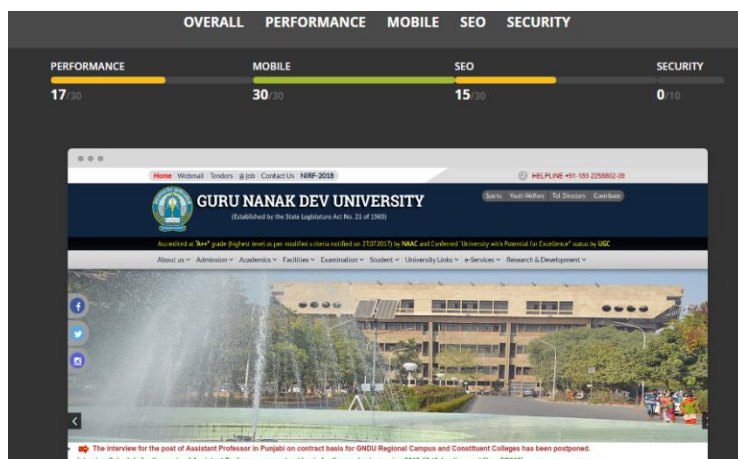 OVERALL PERFORMANCE MOBILE SEO SECURITY
PERFORMANCE MOBILE SEO SECURITY
17/30 30/30 15/30 0/10
Home Webmail Tenders @ Job Contact Us NIRF-2018 HELPLINE +91-183-2258802-09
GURU NANAK DEV UNIVERSITY
Sports Youth Welfare Tel Directory Contribute
(Established by the State Legislature Act No. 21 of 1969)
Accredited at "A++" grade (highest level as per modified criteria notified on 27.07.2017) by NAAC and Conferred "University with Potential for Excellence" status by UGC
About us Admission Academics Facilities Examination Student University Links e-Services Research & Development
The interview for the post of Assistant Professor in Punjabi on contract basis for GNDU Regional Campus and Constituent Colleges has been postponed.